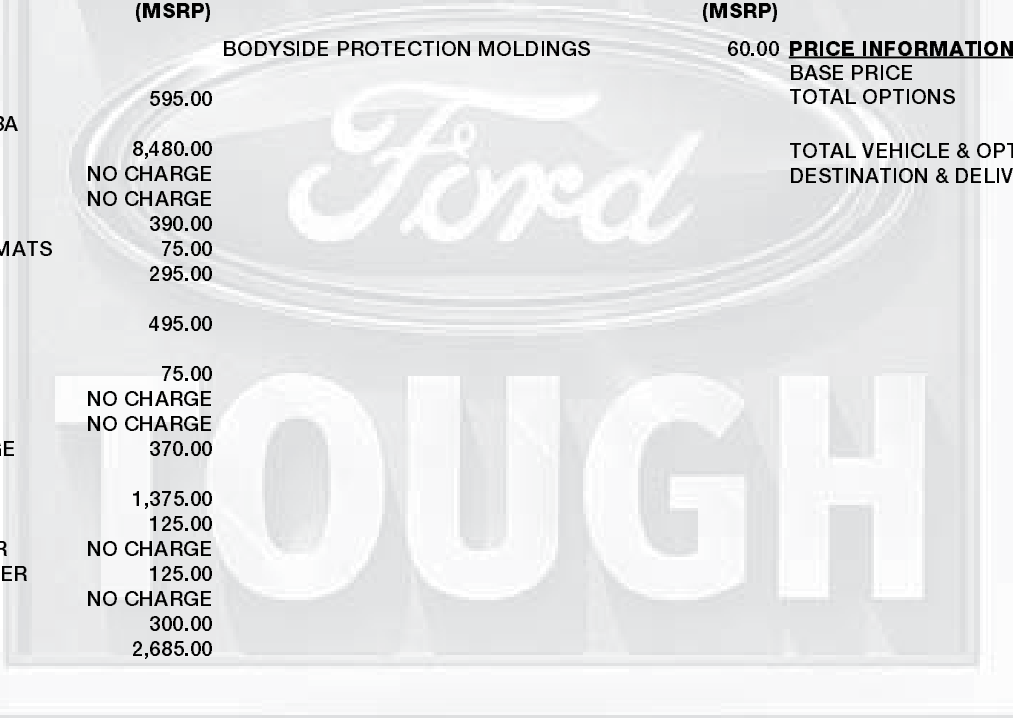 (MSRP) (MSRP)
BODYSIDE PROTECTION MOLDINGS 60.00 PRICE INFORMATION
BASE PRICE
595.00 TOTAL OPTIONS
BA
8,480.00 TOTAL VEHICLE & OPT
NO CHARGE DESTINATION & DELIV
NO CHARGE
390.00
MATS 75.00
295.00
495.00
75.00
NO CHARGE
NO CHARGE
GE 370.00
1,375.00
125.00
R NO CHARGE
ER 125.00
NO CHARGE
300.00
2,685.00
Ford
TOUGH